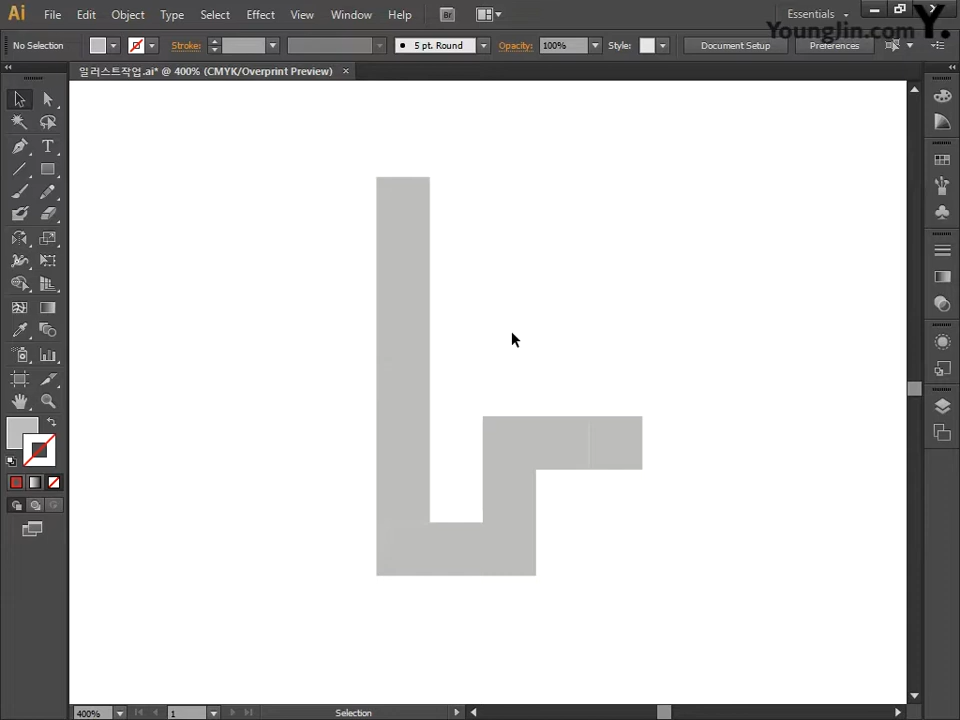 Ai File Edit Object Type Select Effect View Window Help Br Essentials
YoungJin.com Y.
No Selection Stroke: 5 pt. Round Opacity: 100% Style: Document Setup Preferences
일러스트작업.ai* @ 400% (CMYK/Overprint Preview) ×
T
400% 1 Selection